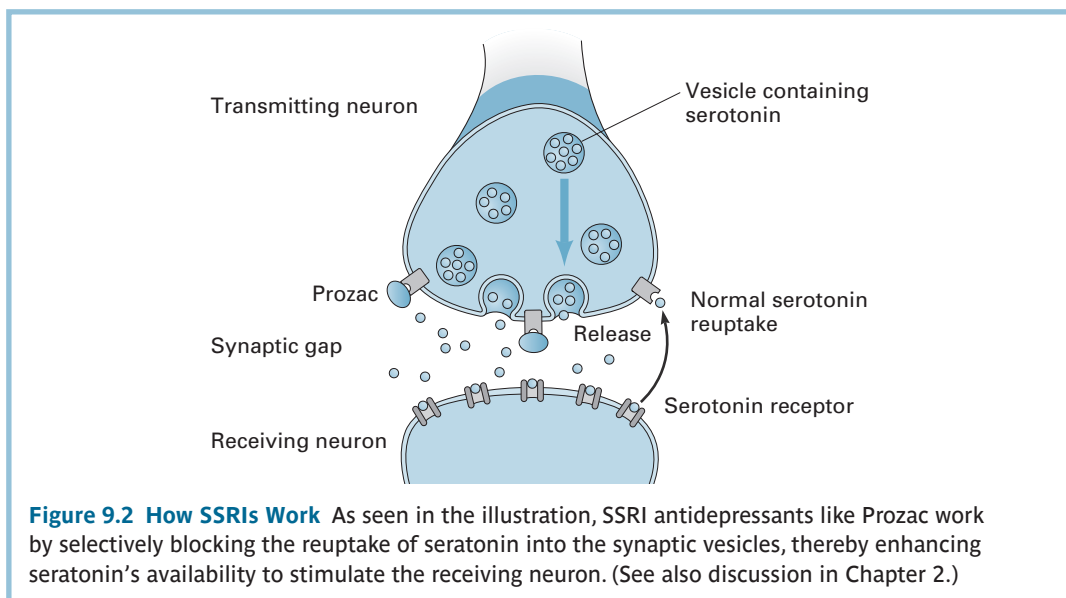 Transmitting neuron
Vesicle containing
serotonin
Prozac
Normal serotonin
reuptake
Release
Synaptic gap
Serotonin receptor
Receiving neuron
Figure 9.2 How SSRIs Work As seen in the illustration, SSRI antidepressants like Prozac work
by selectively blocking the reuptake of seratonin into the synaptic vesicles, thereby enhancing
seratonin’s availability to stimulate the receiving neuron. (See also discussion in Chapter 2.)